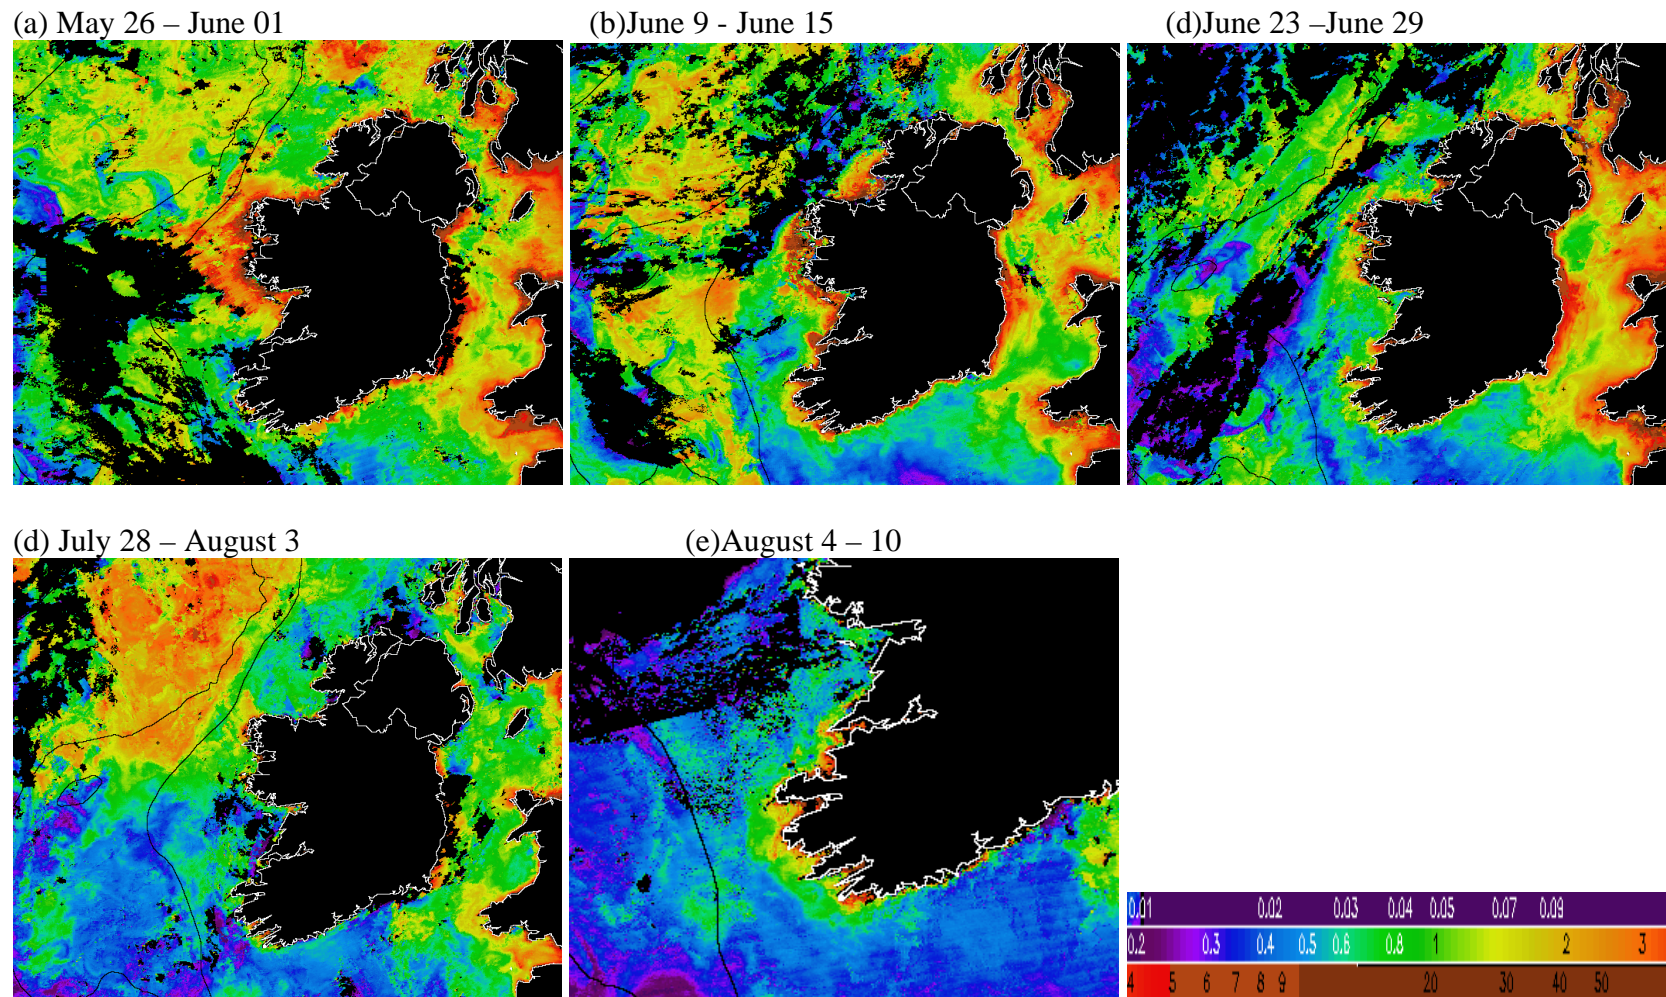 (a) May 26 – June 01
(b)June 9 - June 15
(d)June 23 –June 29
(d) July 28 – August 3
(e)August 4 – 10
0.01 0.02 0.03 0.04 0.05 0.07 0.09
0.2 0.3 0.4 0.5 0.6 0.8 1 2 3
4 5 6 7 8 9 20 30 40 50